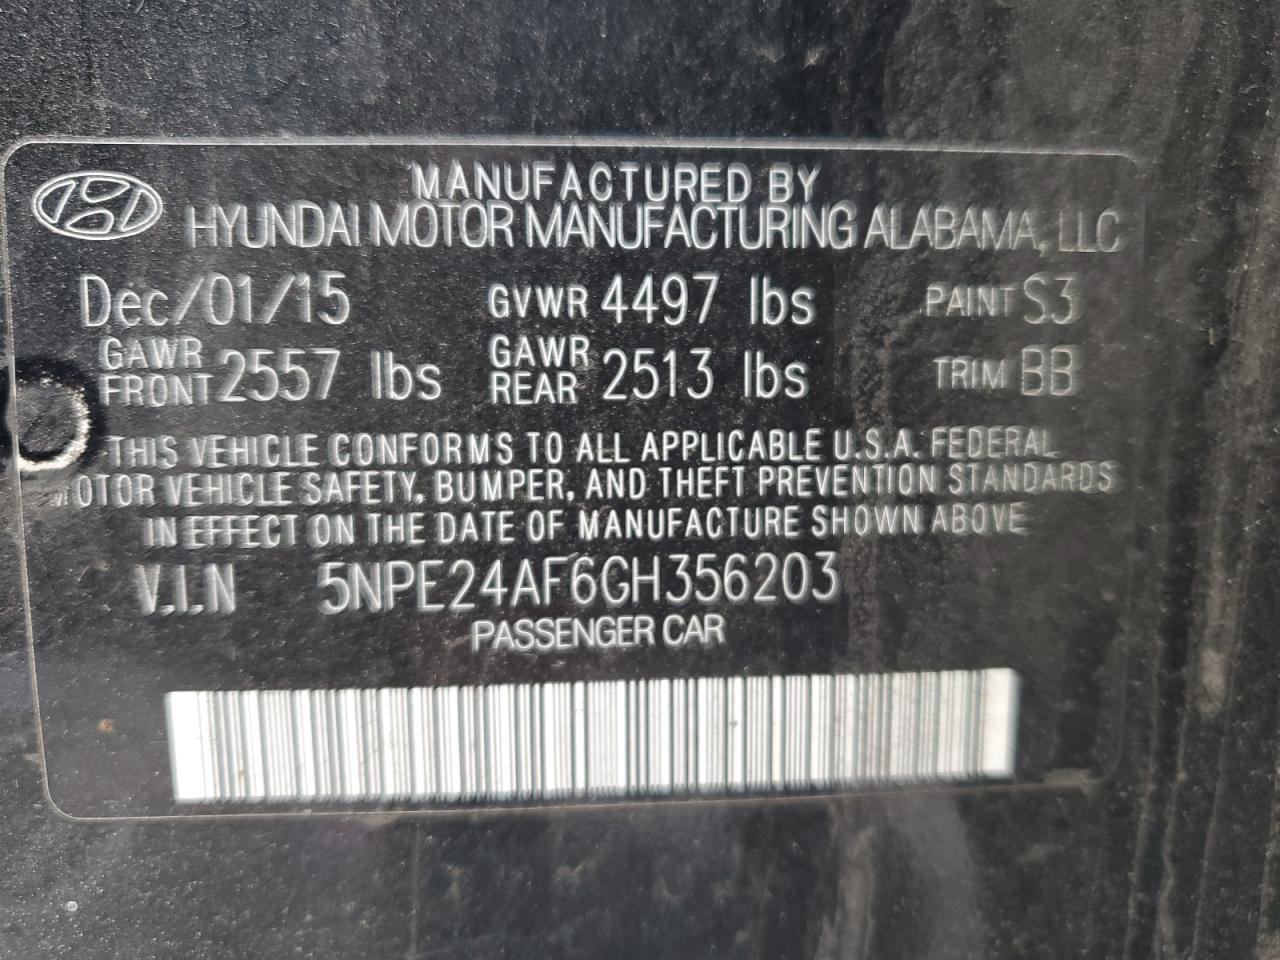 MANUFACTURED BY
HYUNDAI MOTOR MANUFACTURING ALABAMA, LLC
Dec/01/15 GVWR 4497 lbs PAINT S3
GAWR FRONT 2557 lbs GAWR REAR 2513 lbs TRIM BB
THIS VEHICLE CONFORMS TO ALL APPLICABLE U.S.A. FEDERAL
MOTOR VEHICLE SAFETY, BUMPER, AND THEFT PREVENTION STANDARDS
IN EFFECT ON THE DATE OF MANUFACTURE SHOWN ABOVE
V.I.N 5NPE24AF6GH356203
PASSENGER CAR